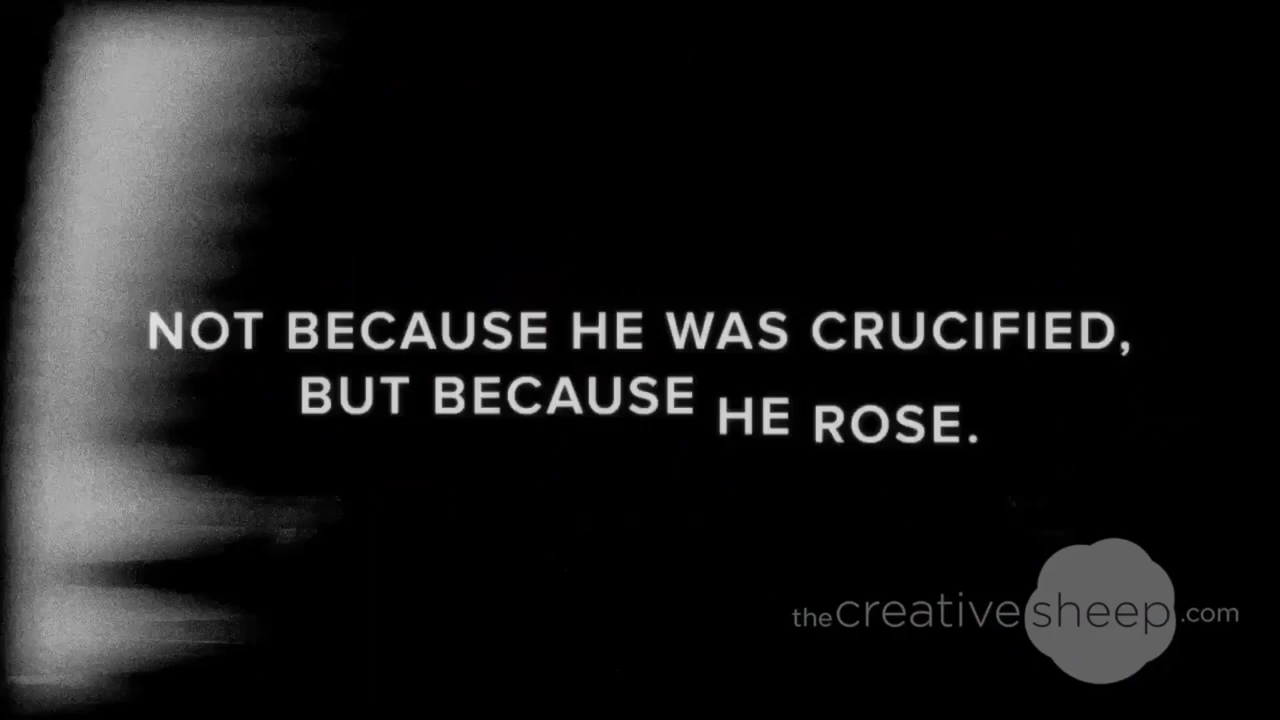 NOT BECAUSE HE WAS CRUCIFIED,
BUT BECAUSE HE ROSE.
thecreativesheep.com